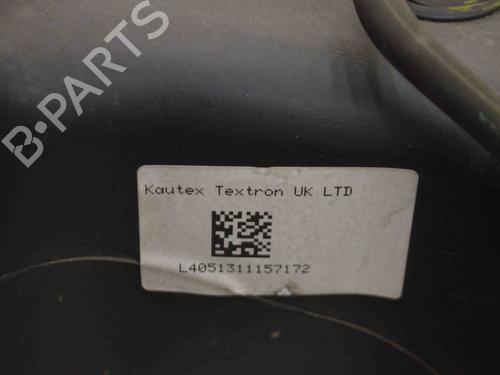 B-PARTS
Kautex Textron UK LTD
L4051311157172